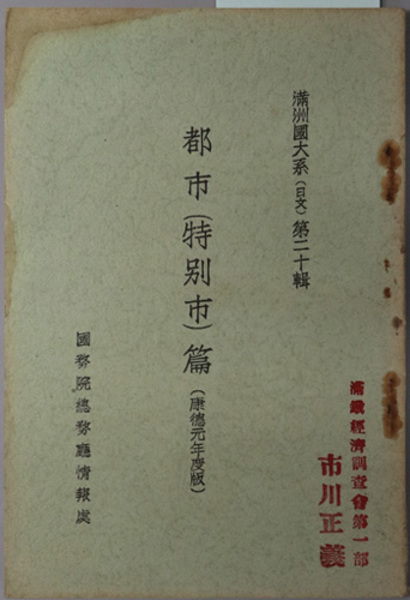 滿洲國大系(日文)第二十輯
都市(特別市)篇(康德元年度版)
國務院總務廳情報處
滿鐵經濟調查會第一部
市川正義